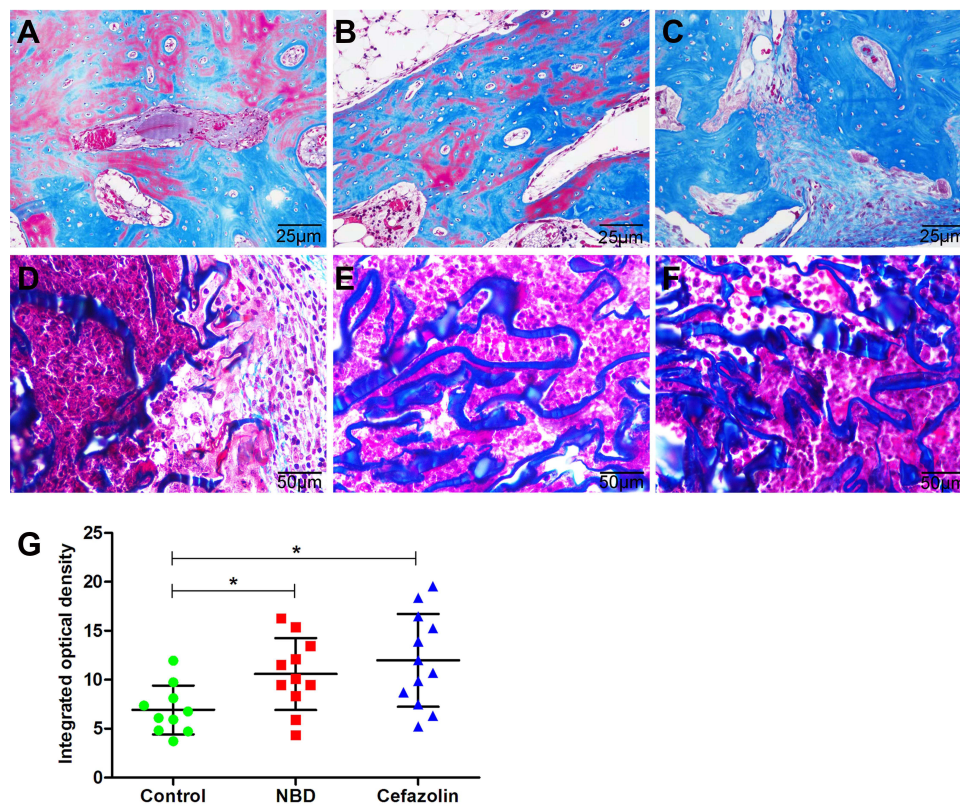 A
B
C
25µm
25µm
25µm
D
E
F
50µm
50µm
50µm
G
Integrated optical density
25
20
15
10
5
0
*
*
Control
NBD
Cefazolin